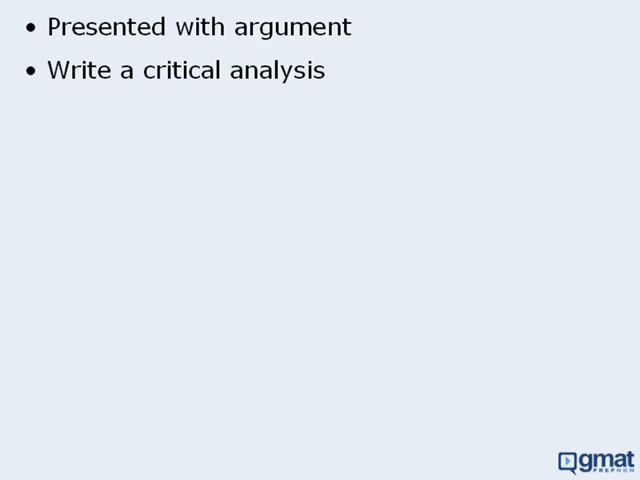 • Presented with argument
• Write a critical analysis
gmat
PREPNOW